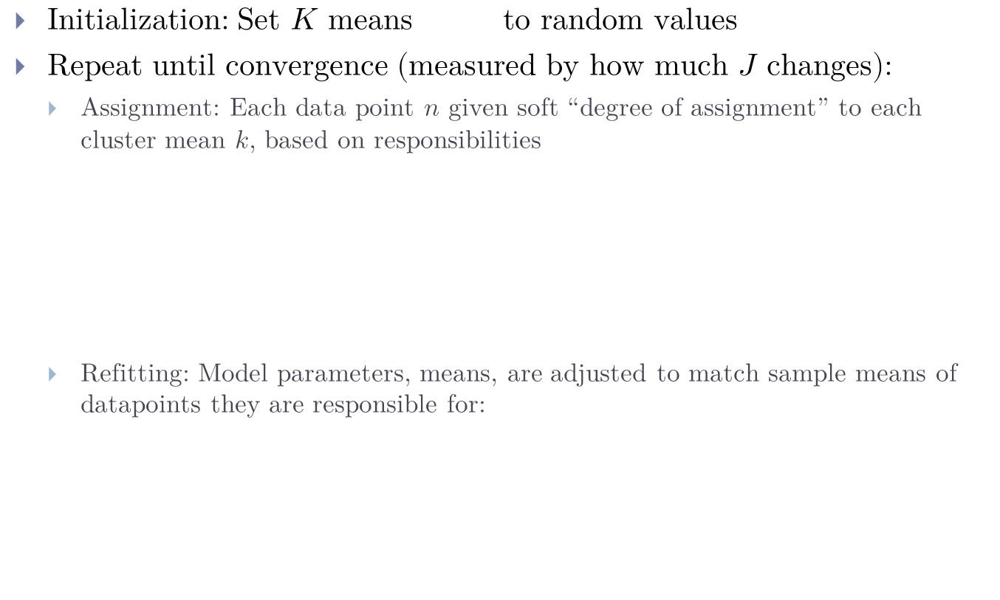 Initialization: Set K means to random values
Repeat until convergence (measured by how much J changes):
Assignment: Each data point n given soft “degree of assignment” to each
cluster mean k, based on responsibilities
Refitting: Model parameters, means, are adjusted to match sample means of
datapoints they are responsible for: